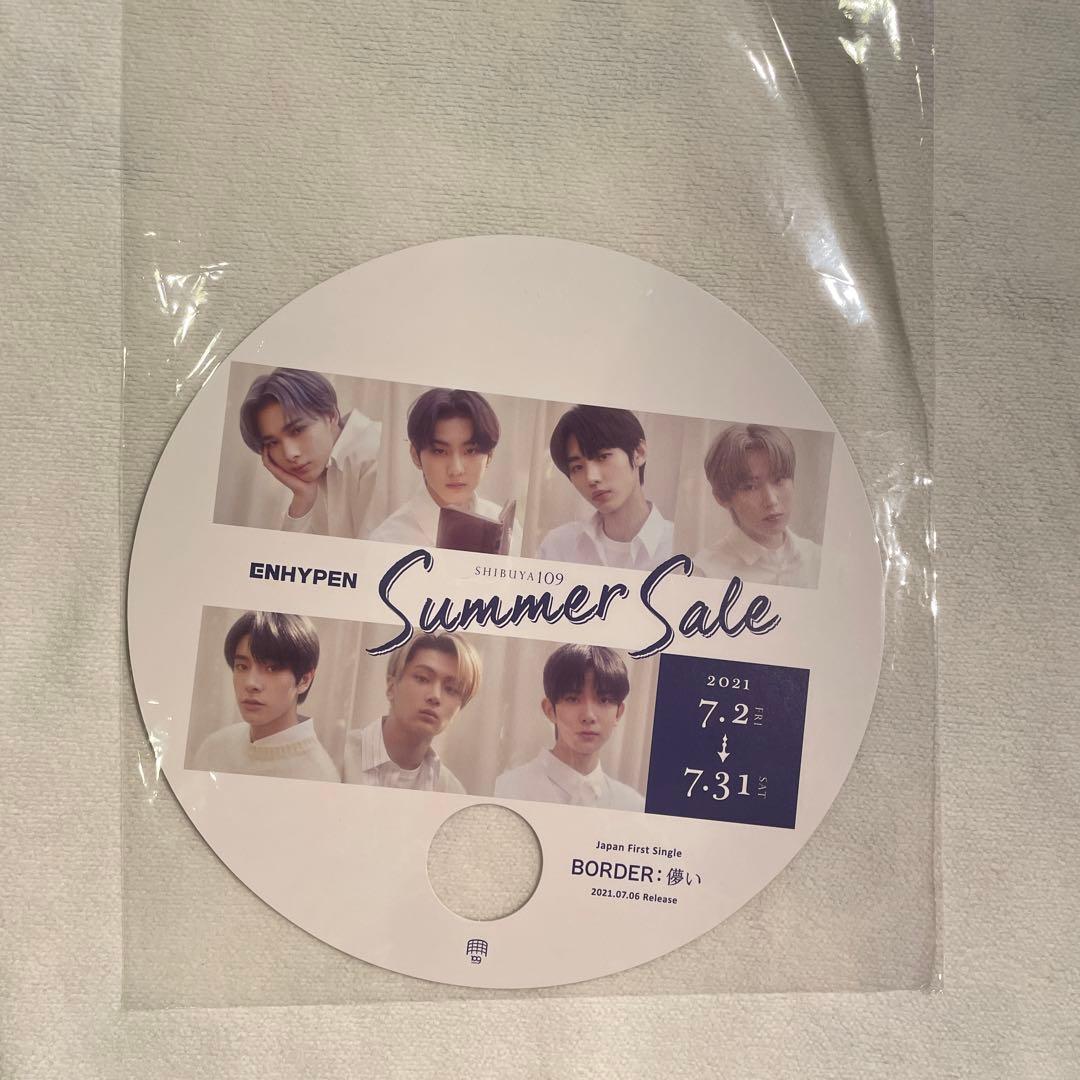 ENHYPEN
SHIBUYA109
Summer Sale
2021
7.2 FRI
7.31 SAT
Japan First Single
BORDER : 儚い
2021.07.06 Release
109